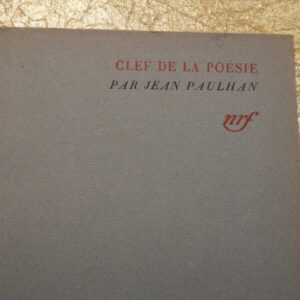 CLEF DE LA POÉSIE
PAR JEAN PAULHAN
nrf